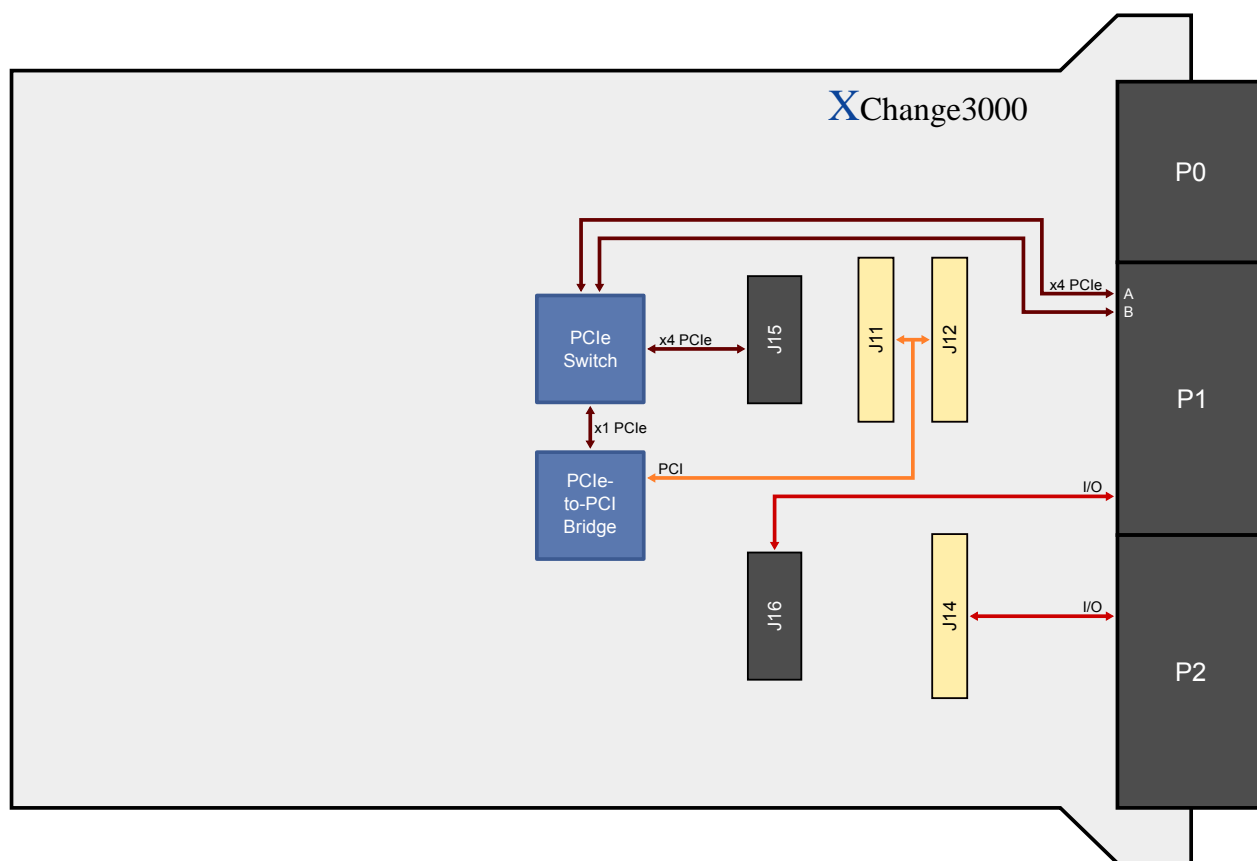 XChange3000
P0
x4 PCIe
A
B
PCIe
Switch
x4 PCIe
J15
J11
J12
P1
x1 PCIe
PCIe-
to-PCI
Bridge
PCI
I/O
J16
J14
I/O
P2